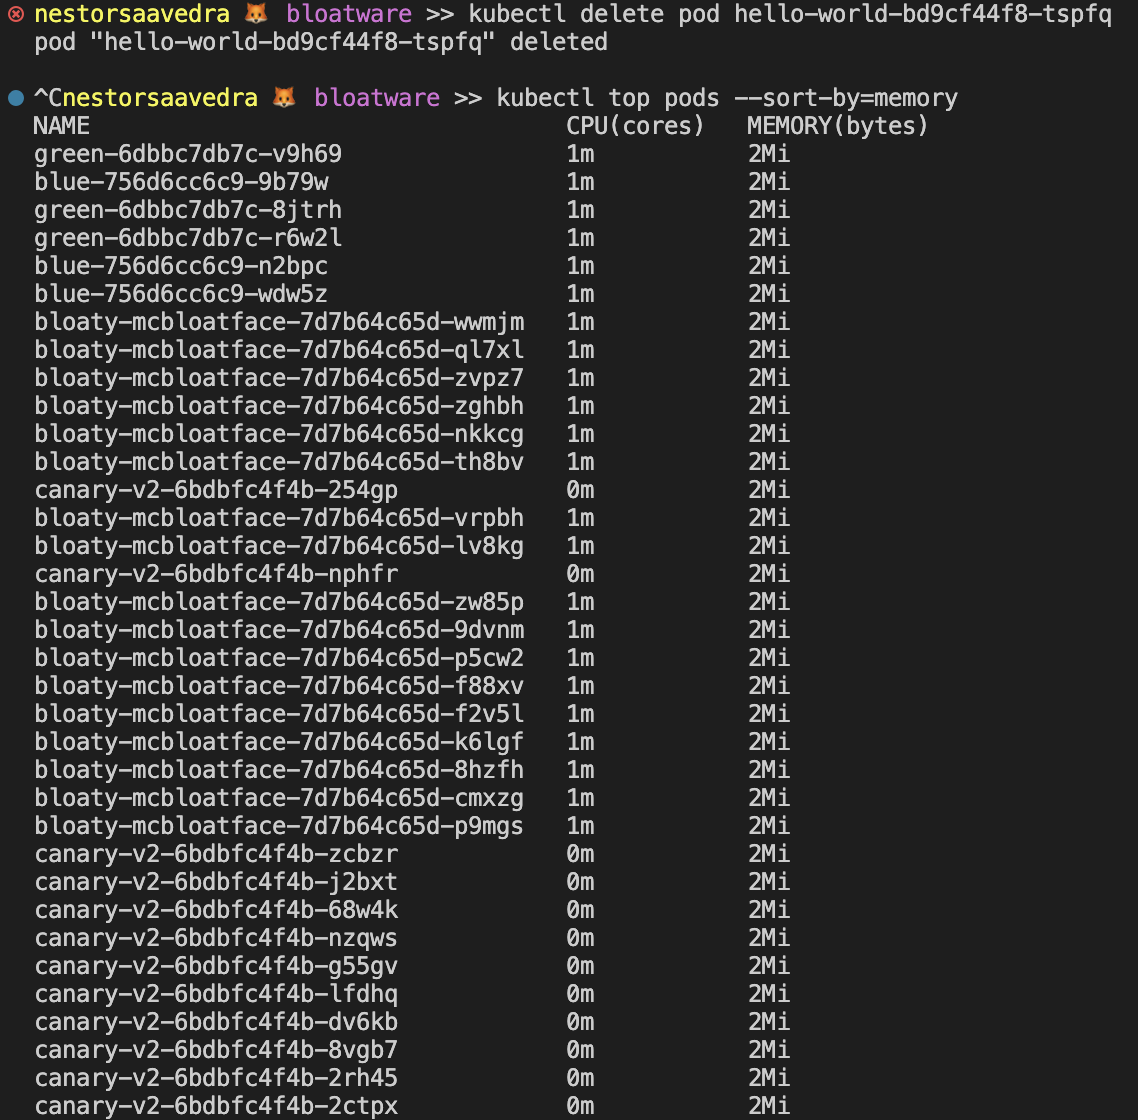 nestorsaavedra 🦊 bloatware >> kubectl delete pod hello-world-bd9cf44f8-tspfq
pod "hello-world-bd9cf44f8-tspfq" deleted
^Cnestorsaavedra 🦊 bloatware >> kubectl top pods --sort-by=memory
NAME CPU(cores) MEMORY(bytes)
green-6dbbc7db7c-v9h69 1m 2Mi
blue-756d6cc6c9-9b79w 1m 2Mi
green-6dbbc7db7c-8jtrh 1m 2Mi
green-6dbbc7db7c-r6w2l 1m 2Mi
blue-756d6cc6c9-n2bpc 1m 2Mi
blue-756d6cc6c9-wdw5z 1m 2Mi
bloaty-mcbloatface-7d7b64c65d-wwmjm 1m 2Mi
bloaty-mcbloatface-7d7b64c65d-ql7xl 1m 2Mi
bloaty-mcbloatface-7d7b64c65d-zvpz7 1m 2Mi
bloaty-mcbloatface-7d7b64c65d-zghbh 1m 2Mi
bloaty-mcbloatface-7d7b64c65d-nkkcg 1m 2Mi
bloaty-mcbloatface-7d7b64c65d-th8bv 1m 2Mi
canary-v2-6bdbfc4f4b-254gp 0m 2Mi
bloaty-mcbloatface-7d7b64c65d-vrpbh 1m 2Mi
bloaty-mcbloatface-7d7b64c65d-lv8kg 1m 2Mi
canary-v2-6bdbfc4f4b-nphfr 0m 2Mi
bloaty-mcbloatface-7d7b64c65d-zw85p 1m 2Mi
bloaty-mcbloatface-7d7b64c65d-9dvnm 1m 2Mi
bloaty-mcbloatface-7d7b64c65d-p5cw2 1m 2Mi
bloaty-mcbloatface-7d7b64c65d-f88xv 1m 2Mi
bloaty-mcbloatface-7d7b64c65d-f2v5l 1m 2Mi
bloaty-mcbloatface-7d7b64c65d-k6lgf 1m 2Mi
bloaty-mcbloatface-7d7b64c65d-8hzfh 1m 2Mi
bloaty-mcbloatface-7d7b64c65d-cmxzg 1m 2Mi
bloaty-mcbloatface-7d7b64c65d-p9mgs 1m 2Mi
canary-v2-6bdbfc4f4b-zcbzr 0m 2Mi
canary-v2-6bdbfc4f4b-j2bxt 0m 2Mi
canary-v2-6bdbfc4f4b-68w4k 0m 2Mi
canary-v2-6bdbfc4f4b-nzqws 0m 2Mi
canary-v2-6bdbfc4f4b-g55gv 0m 2Mi
canary-v2-6bdbfc4f4b-lfdhq 0m 2Mi
canary-v2-6bdbfc4f4b-dv6kb 0m 2Mi
canary-v2-6bdbfc4f4b-8vgb7 0m 2Mi
canary-v2-6bdbfc4f4b-2rh45 0m 2Mi
canary-v2-6bdbfc4f4b-2ctpx 0m 2Mi